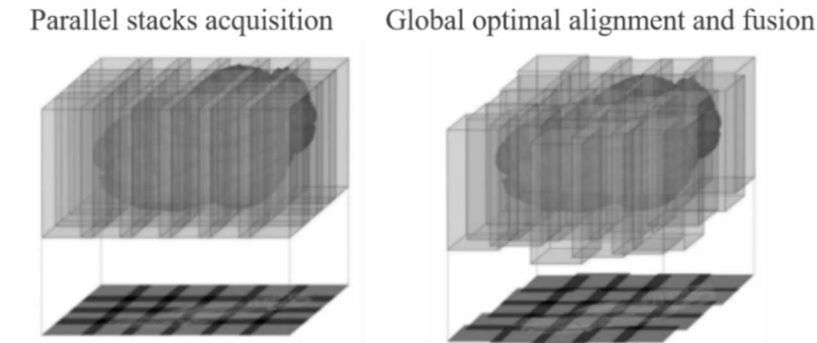 Parallel stacks acquisition
Global optimal alignment and fusion